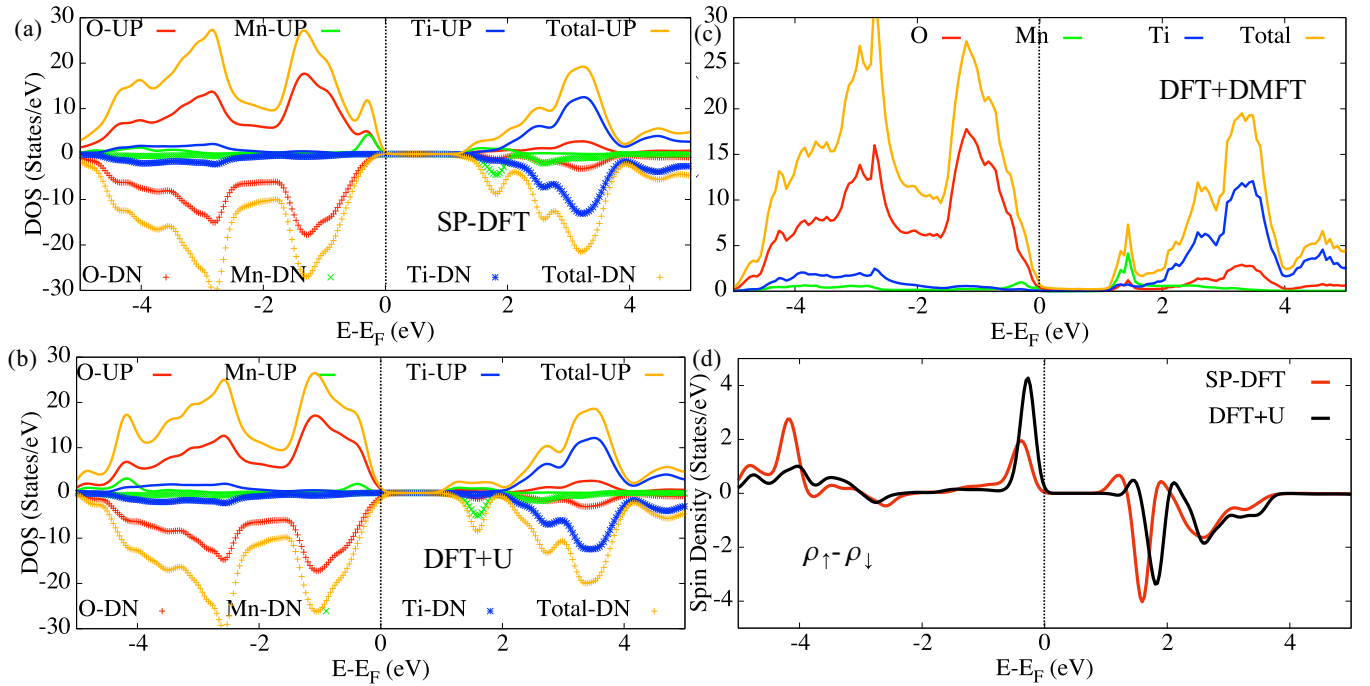 (a)
O-UP Mn-UP Ti-UP Total-UP
DOS (States/eV)
30
20
10
0
-10
-20
-30
SP-DFT
O-DN Mn-DN Ti-DN Total-DN
-4 -2 0 2 4
E-E_F (eV)
(c)
O Mn Ti Total
30
25
20
15
10
5
0
DFT+DMFT
-4 -2 0 2 4
E-E_F (eV)
(b)
O-UP Mn-UP Ti-UP Total-UP
DOS (States/eV)
30
20
10
0
-10
-20
-30
DFT+U
O-DN Mn-DN Ti-DN Total-DN
-4 -2 0 2 4
E-E_F (eV)
(d)
Spin Density (States/eV)
4
2
0
-2
-4
SP-DFT
DFT+U
ρ↑-ρ↓
-4 -2 0 2 4
E-E_F (eV)